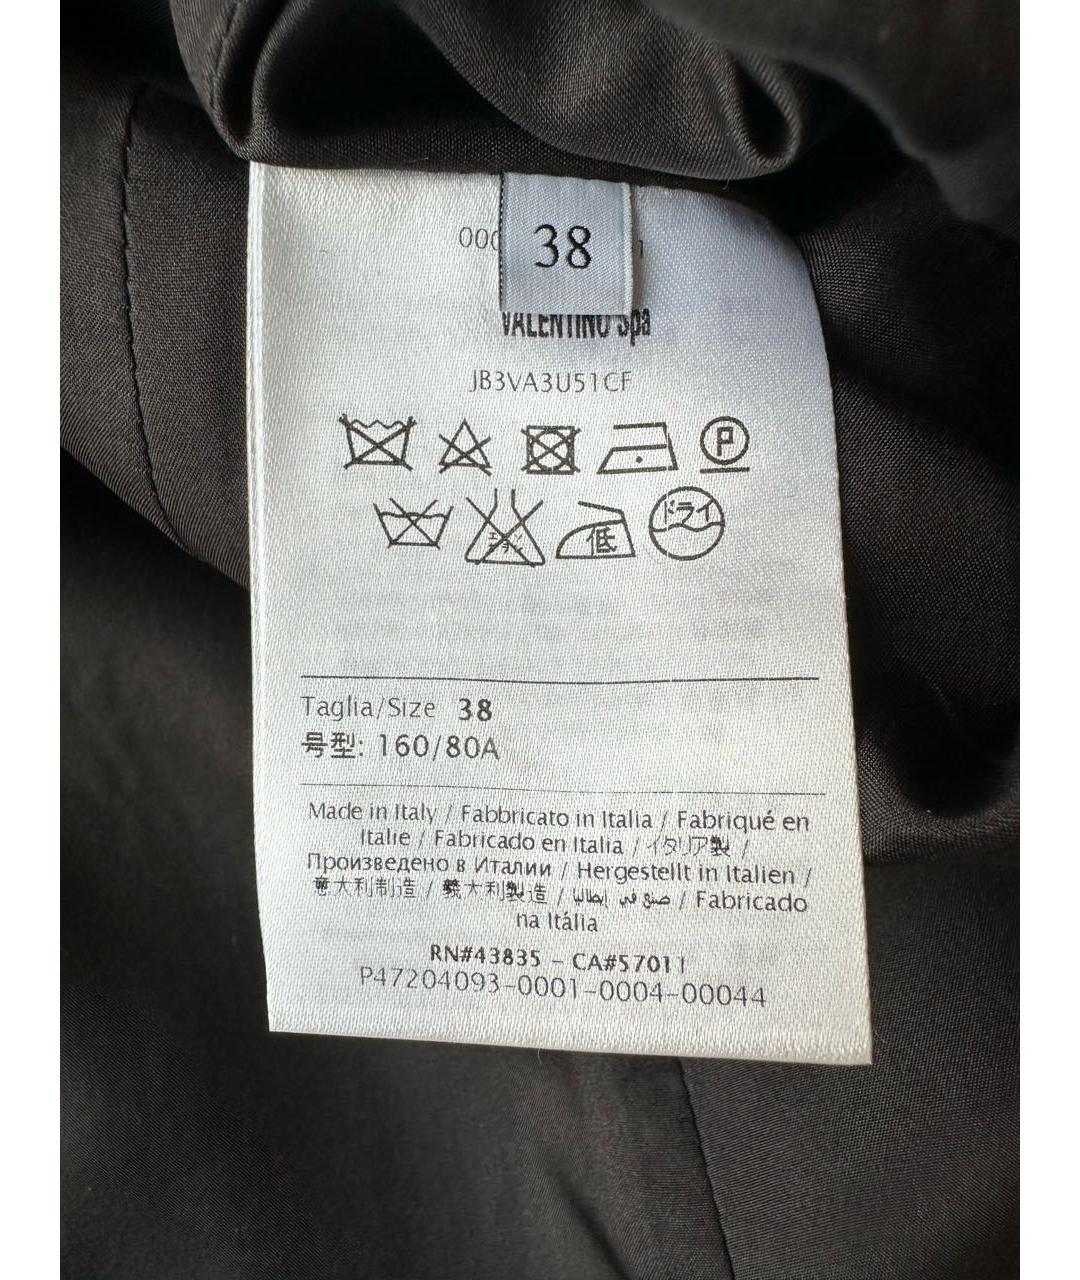 38
VALENTINO Spa
JB3VA3U51CF
P
ドライ
低
Taglia/Size 38
号型: 160/80A
Made in Italy / Fabbricato in Italia / Fabriqué en
Italie / Fabricado en Italia / イタリア製 /
Произведено в Италии / Hergestellt in Italien /
意大利制造 / 義大利製造 / صنع في إيطاليا / Fabricado
na Itália
RN#43835 - CA#57011
P47204093-0001-0004-00044